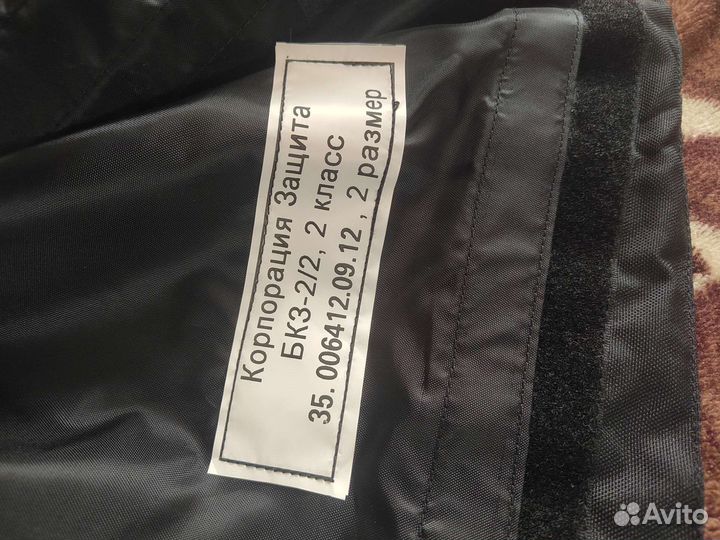 Корпорация Защита
БКЗ-2/2, 2 класс
35. 006412.09.12 , 2 размер
Avito